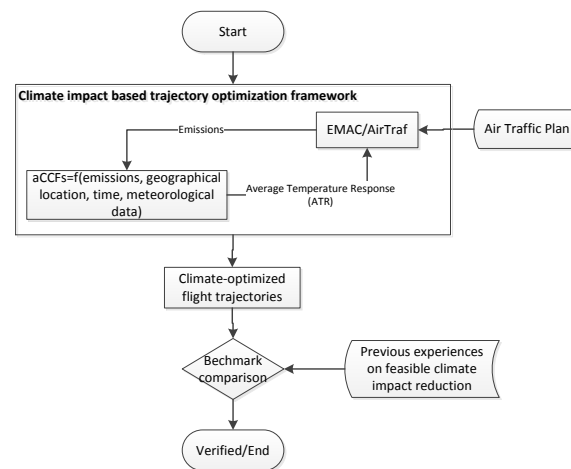 Start
Climate impact based trajectory optimization framework
Emissions
EMAC/AirTraf
Air Traffic Plan
aCCFs=f(emissions, geographical
location, time, meteorological
data)
Average Temperature Response
(ATR)
Climate-optimized
flight trajectories
Bechmark
comparison
Previous experiences
on feasible climate
impact reduction
Verified/End